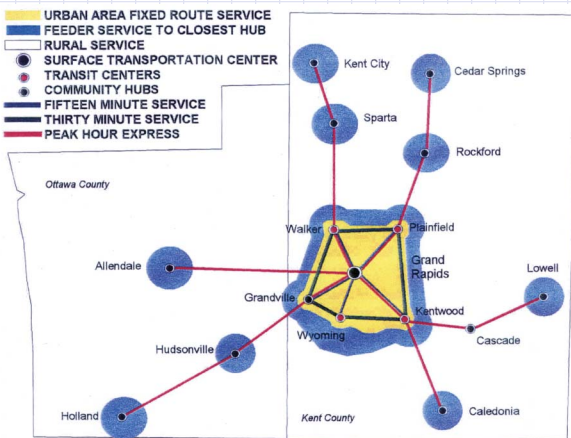 URBAN AREA FIXED ROUTE SERVICE
FEEDER SERVICE TO CLOSEST HUB
RURAL SERVICE
SURFACE TRANSPORTATION CENTER
TRANSIT CENTERS
COMMUNITY HUBS
FIFTEEN MINUTE SERVICE
THIRTY MINUTE SERVICE
PEAK HOUR EXPRESS
Kent City
Cedar Springs
Sparta
Rockford
Ottawa County
Walker
Plainfield
Allendale
Grand
Rapids
Lowell
Grandville
Kentwood
Wyoming
Cascade
Hudsonville
Holland
Kent County
Caledonia